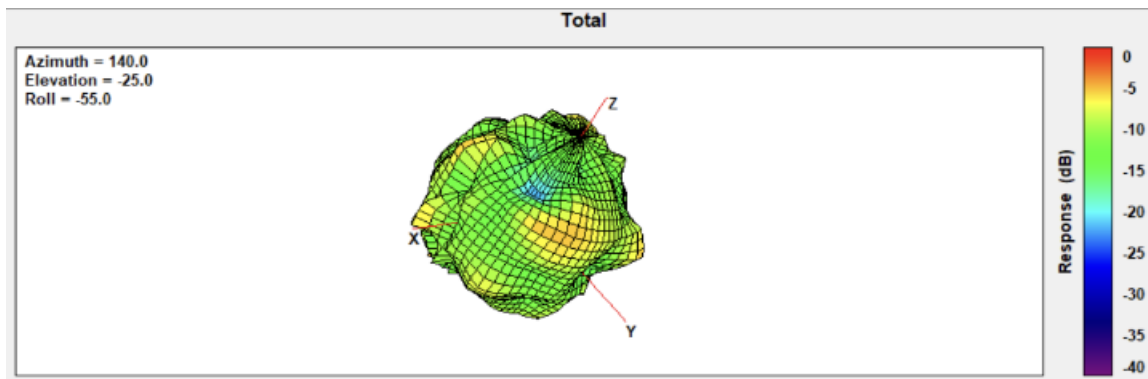 Total
Azimuth = 140.0
Elevation = -25.0
Roll = -55.0
Z
X
Y
Response (dB)
0
-5
-10
-15
-20
-25
-30
-35
-40